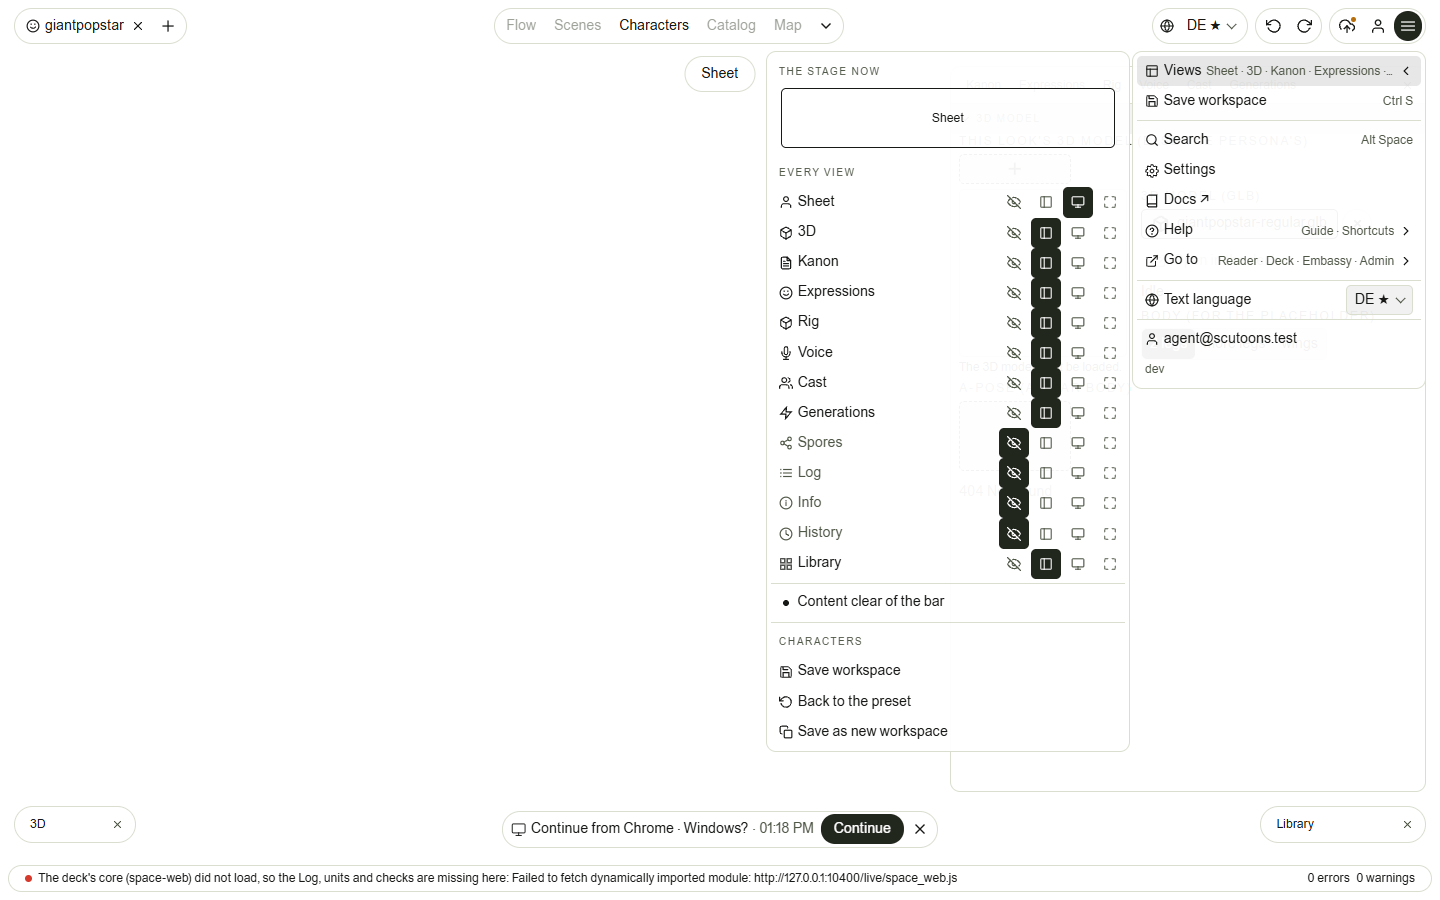 giantpopstar
Flow Scenes Characters Catalog Map
DE ★
Sheet
THE STAGE NOW
Sheet
EVERY VIEW
Sheet
3D
Kanon
Expressions
Rig
Voice
Cast
Generations
Spores
Log
Info
History
Library
Content clear of the bar
CHARACTERS
Save workspace
Back to the preset
Save as new workspace
Views Sheet · 3D · Kanon · Expressions ·...
Save workspace Ctrl S
Search Alt Space
Settings
Docs ↗
Help Guide · Shortcuts
Go to Reader · Deck · Embassy · Admin
Text language DE ★
agent@scutoons.test
dev
3D
Continue from Chrome · Windows? · 01:18 PM Continue
Library
The deck's core (space-web) did not load, so the Log, units and checks are missing here: Failed to fetch dynamically imported module: http://127.0.0.1:10400/live/space_web.js
0 errors 0 warnings